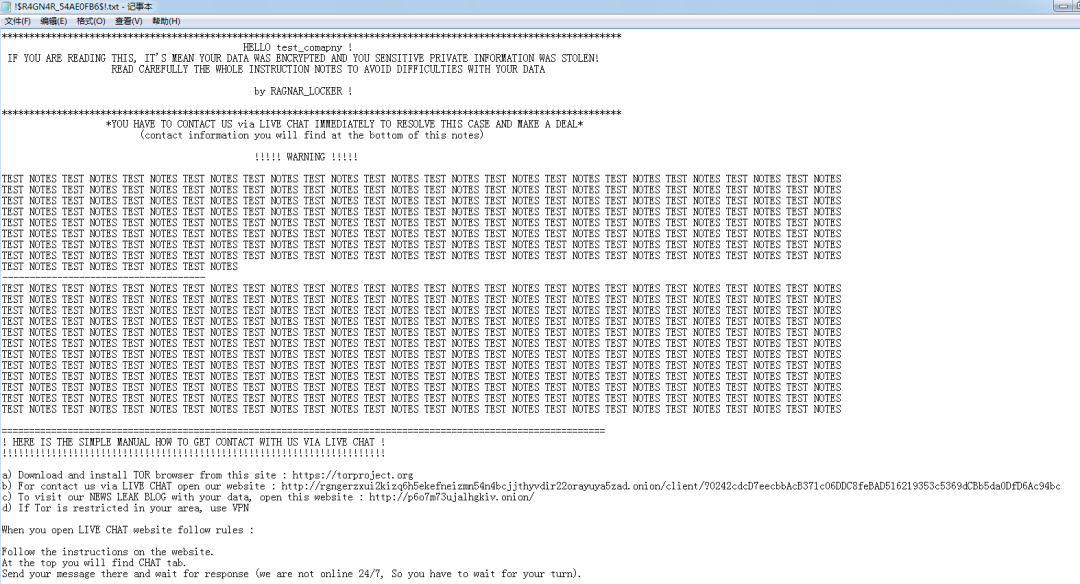 !$R4GN4R_54AE0FB6$!.txt - 记事本
文件(F) 编辑(E) 格式(O) 查看(V) 帮助(H)
*****************************************************************************************************************
HELLO test_comapny !
IF YOU ARE READING THIS, IT'S MEAN YOUR DATA WAS ENCRYPTED AND YOU SENSITIVE PRIVATE INFORMATION WAS STOLEN!
READ CAREFULLY THE WHOLE INSTRUCTION NOTES TO AVOID DIFFICULTIES WITH YOUR DATA
by RAGNAR_LOCKER !
*****************************************************************************************************************
*YOU HAVE TO CONTACT US via LIVE CHAT IMMEDIATELY TO RESOLVE THIS CASE AND MAKE A DEAL*
(contact information you will find at the bottom of this notes)
!!!!! WARNING !!!!!
TEST NOTES TEST NOTES TEST NOTES TEST NOTES TEST NOTES TEST NOTES TEST NOTES TEST NOTES TEST NOTES TEST NOTES TEST NOTES TEST NOTES TEST NOTES TEST NOTES
TEST NOTES TEST NOTES TEST NOTES TEST NOTES TEST NOTES TEST NOTES TEST NOTES TEST NOTES TEST NOTES TEST NOTES TEST NOTES TEST NOTES TEST NOTES TEST NOTES
TEST NOTES TEST NOTES TEST NOTES TEST NOTES TEST NOTES TEST NOTES TEST NOTES TEST NOTES TEST NOTES TEST NOTES TEST NOTES TEST NOTES TEST NOTES TEST NOTES
TEST NOTES TEST NOTES TEST NOTES TEST NOTES TEST NOTES TEST NOTES TEST NOTES TEST NOTES TEST NOTES TEST NOTES TEST NOTES TEST NOTES TEST NOTES TEST NOTES
TEST NOTES TEST NOTES TEST NOTES TEST NOTES TEST NOTES TEST NOTES TEST NOTES TEST NOTES TEST NOTES TEST NOTES TEST NOTES TEST NOTES TEST NOTES TEST NOTES
TEST NOTES TEST NOTES TEST NOTES TEST NOTES TEST NOTES TEST NOTES TEST NOTES TEST NOTES TEST NOTES TEST NOTES TEST NOTES TEST NOTES TEST NOTES TEST NOTES
TEST NOTES TEST NOTES TEST NOTES TEST NOTES TEST NOTES TEST NOTES TEST NOTES TEST NOTES TEST NOTES TEST NOTES TEST NOTES TEST NOTES TEST NOTES TEST NOTES
TEST NOTES TEST NOTES TEST NOTES TEST NOTES TEST NOTES TEST NOTES TEST NOTES TEST NOTES TEST NOTES TEST NOTES TEST NOTES TEST NOTES TEST NOTES TEST NOTES
TEST NOTES TEST NOTES TEST NOTES TEST NOTES
-------------------------------------
TEST NOTES TEST NOTES TEST NOTES TEST NOTES TEST NOTES TEST NOTES TEST NOTES TEST NOTES TEST NOTES TEST NOTES TEST NOTES TEST NOTES TEST NOTES TEST NOTES
TEST NOTES TEST NOTES TEST NOTES TEST NOTES TEST NOTES TEST NOTES TEST NOTES TEST NOTES TEST NOTES TEST NOTES TEST NOTES TEST NOTES TEST NOTES TEST NOTES
TEST NOTES TEST NOTES TEST NOTES TEST NOTES TEST NOTES TEST NOTES TEST NOTES TEST NOTES TEST NOTES TEST NOTES TEST NOTES TEST NOTES TEST NOTES TEST NOTES
TEST NOTES TEST NOTES TEST NOTES TEST NOTES TEST NOTES TEST NOTES TEST NOTES TEST NOTES TEST NOTES TEST NOTES TEST NOTES TEST NOTES TEST NOTES TEST NOTES
TEST NOTES TEST NOTES TEST NOTES TEST NOTES TEST NOTES TEST NOTES TEST NOTES TEST NOTES TEST NOTES TEST NOTES TEST NOTES TEST NOTES TEST NOTES TEST NOTES
TEST NOTES TEST NOTES TEST NOTES TEST NOTES TEST NOTES TEST NOTES TEST NOTES TEST NOTES TEST NOTES TEST NOTES TEST NOTES TEST NOTES TEST NOTES TEST NOTES
TEST NOTES TEST NOTES TEST NOTES TEST NOTES TEST NOTES TEST NOTES TEST NOTES TEST NOTES TEST NOTES TEST NOTES TEST NOTES TEST NOTES TEST NOTES TEST NOTES
TEST NOTES TEST NOTES TEST NOTES TEST NOTES TEST NOTES TEST NOTES TEST NOTES TEST NOTES TEST NOTES TEST NOTES TEST NOTES TEST NOTES TEST NOTES TEST NOTES
TEST NOTES TEST NOTES TEST NOTES TEST NOTES TEST NOTES TEST NOTES TEST NOTES TEST NOTES TEST NOTES TEST NOTES TEST NOTES TEST NOTES TEST NOTES TEST NOTES
TEST NOTES TEST NOTES TEST NOTES TEST NOTES TEST NOTES TEST NOTES TEST NOTES TEST NOTES TEST NOTES TEST NOTES TEST NOTES TEST NOTES TEST NOTES TEST NOTES
TEST NOTES TEST NOTES TEST NOTES TEST NOTES TEST NOTES TEST NOTES TEST NOTES TEST NOTES TEST NOTES TEST NOTES TEST NOTES TEST NOTES TEST NOTES TEST NOTES
TEST NOTES TEST NOTES TEST NOTES TEST NOTES TEST NOTES TEST NOTES TEST NOTES TEST NOTES TEST NOTES TEST NOTES TEST NOTES TEST NOTES TEST NOTES TEST NOTES
==============================================================================================================
! HERE IS THE SIMPLE MANUAL HOW TO GET CONTACT WITH US VIA LIVE CHAT !
!!!!!!!!!!!!!!!!!!!!!!!!!!!!!!!!!!!!!!!!!!!!!!!!!!!!!!!!!!!!!!!!!!!!!!
a) Download and install TOR browser from this site : https://torproject.org
b) For contact us via LIVE CHAT open our website : http://rgngerzxui2kizq6h5ekefneizmn54n4bcjjthyvdir22orayuya5zad.onion/client/70242cdcD7eecbbAcB371c06DDC8feBAD516219353c5369dCBb5da0DfD6Ac94bc
c) To visit our NEWS LEAK BLOG with your data, open this website : http://p6o7m73ujalhgkiv.onion/
d) If Tor is restricted in your area, use VPN
When you open LIVE CHAT website follow rules :
Follow the instructions on the website.
At the top you will find CHAT tab.
Send your message there and wait for response (we are not online 24/7, So you have to wait for your turn).